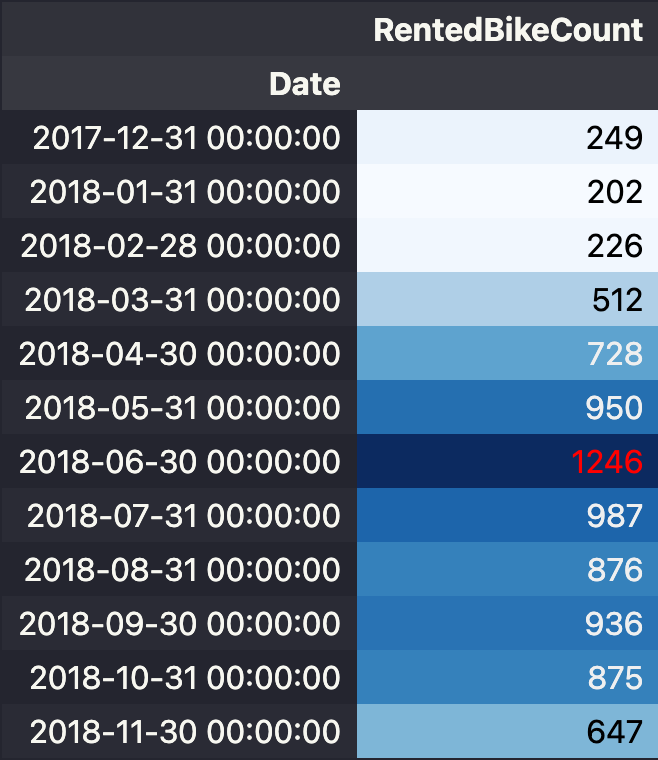 RentedBikeCount
Date
2017-12-31 00:00:00 249
2018-01-31 00:00:00 202
2018-02-28 00:00:00 226
2018-03-31 00:00:00 512
2018-04-30 00:00:00 728
2018-05-31 00:00:00 950
2018-06-30 00:00:00 1246
2018-07-31 00:00:00 987
2018-08-31 00:00:00 876
2018-09-30 00:00:00 936
2018-10-31 00:00:00 875
2018-11-30 00:00:00 647